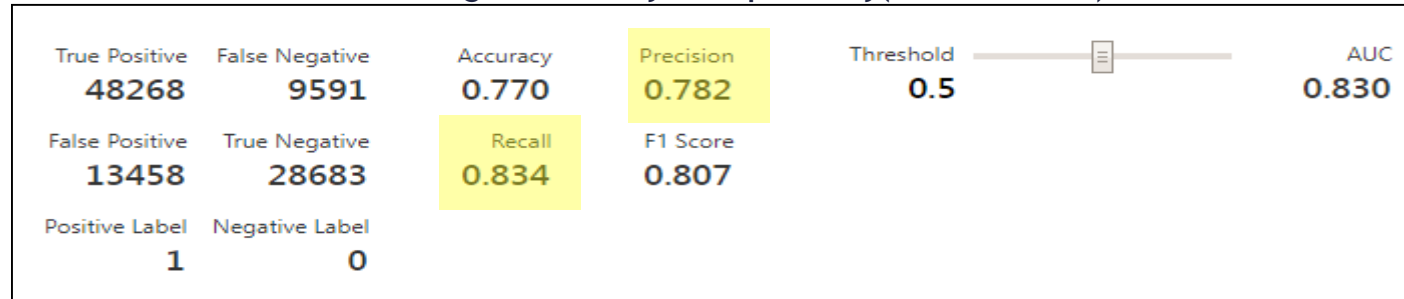 True Positive False Negative Accuracy Precision Threshold AUC
48268 9591 0.770 0.782 0.5 0.830
False Positive True Negative Recall F1 Score
13458 28683 0.834 0.807
Positive Label Negative Label
1 0